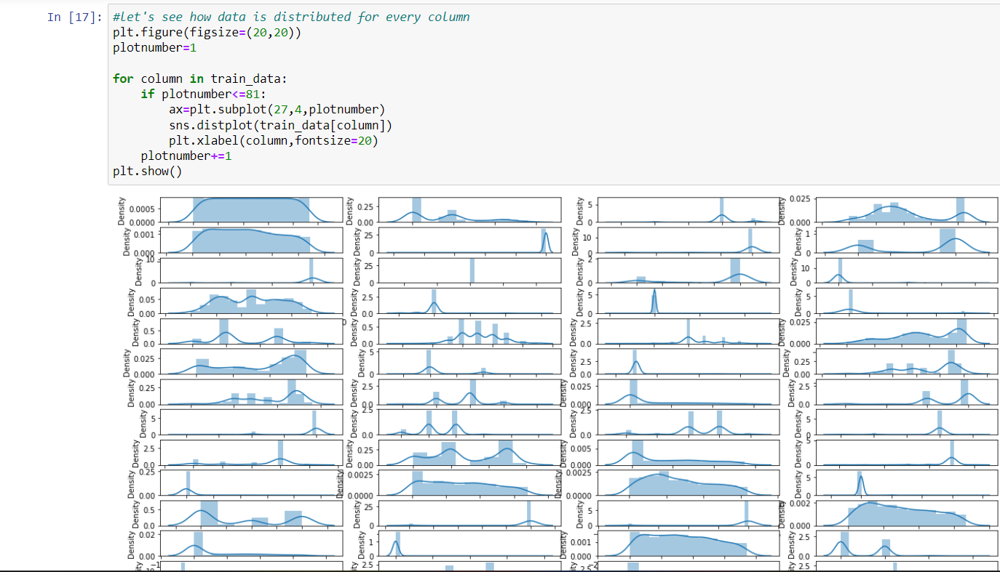 In [17]: #let's see how data is distributed for every column
plt.figure(figsize=(20,20))
plotnumber=1
for column in train_data:
    if plotnumber<=81:
        ax=plt.subplot(27,4,plotnumber)
        sns.distplot(train_data[column])
        plt.xlabel(column,fontsize=20)
    plotnumber+=1
plt.show()
Density 0.0005 0.0000 Density 0.25 0.00 Density 5 0 Density 0.025 0.000
Density 0.001 0.000 Density 25 0 Density 10 0 Density 1 0
Density 10 0 Density 25 0 Density 2 0 Density 10 0
Density 0.05 0.00 Density 2.5 0.0 Density 5 0 Density 5 0
Density 0.5 0.0 0 Density 0.5 0.0 Density 2.5 0.0 Density 0.025 0.000
Density 0.025 0.000 Density 5 0 Density 2.5 0.0 Density 0.25 0.00
Density 0.25 0.00 Density 2.5 0.0 Density 0.025 0.000 Density 2.5 0.0
Density 5 0 Density 2.5 0.0 Density 2.5 0.0 Density 5 0
Density 2.5 0.0 Density 0.25 0.00 Density 0.005 0.000 Density 5 0
Density 0.25 0.00 Density 0.0025 0.0000 Density 0.0025 0.0000 Density 5 0
Density 0.5 0.0 Density 25 0 Density 5 0 Density 0.002 0.000
Density 0.02 0.00 Density 1 0 Density 0.001 0.000 Density 2.5 0.0
ity −1 10 ity 2.5 ity −2 2.5 ity 2.5